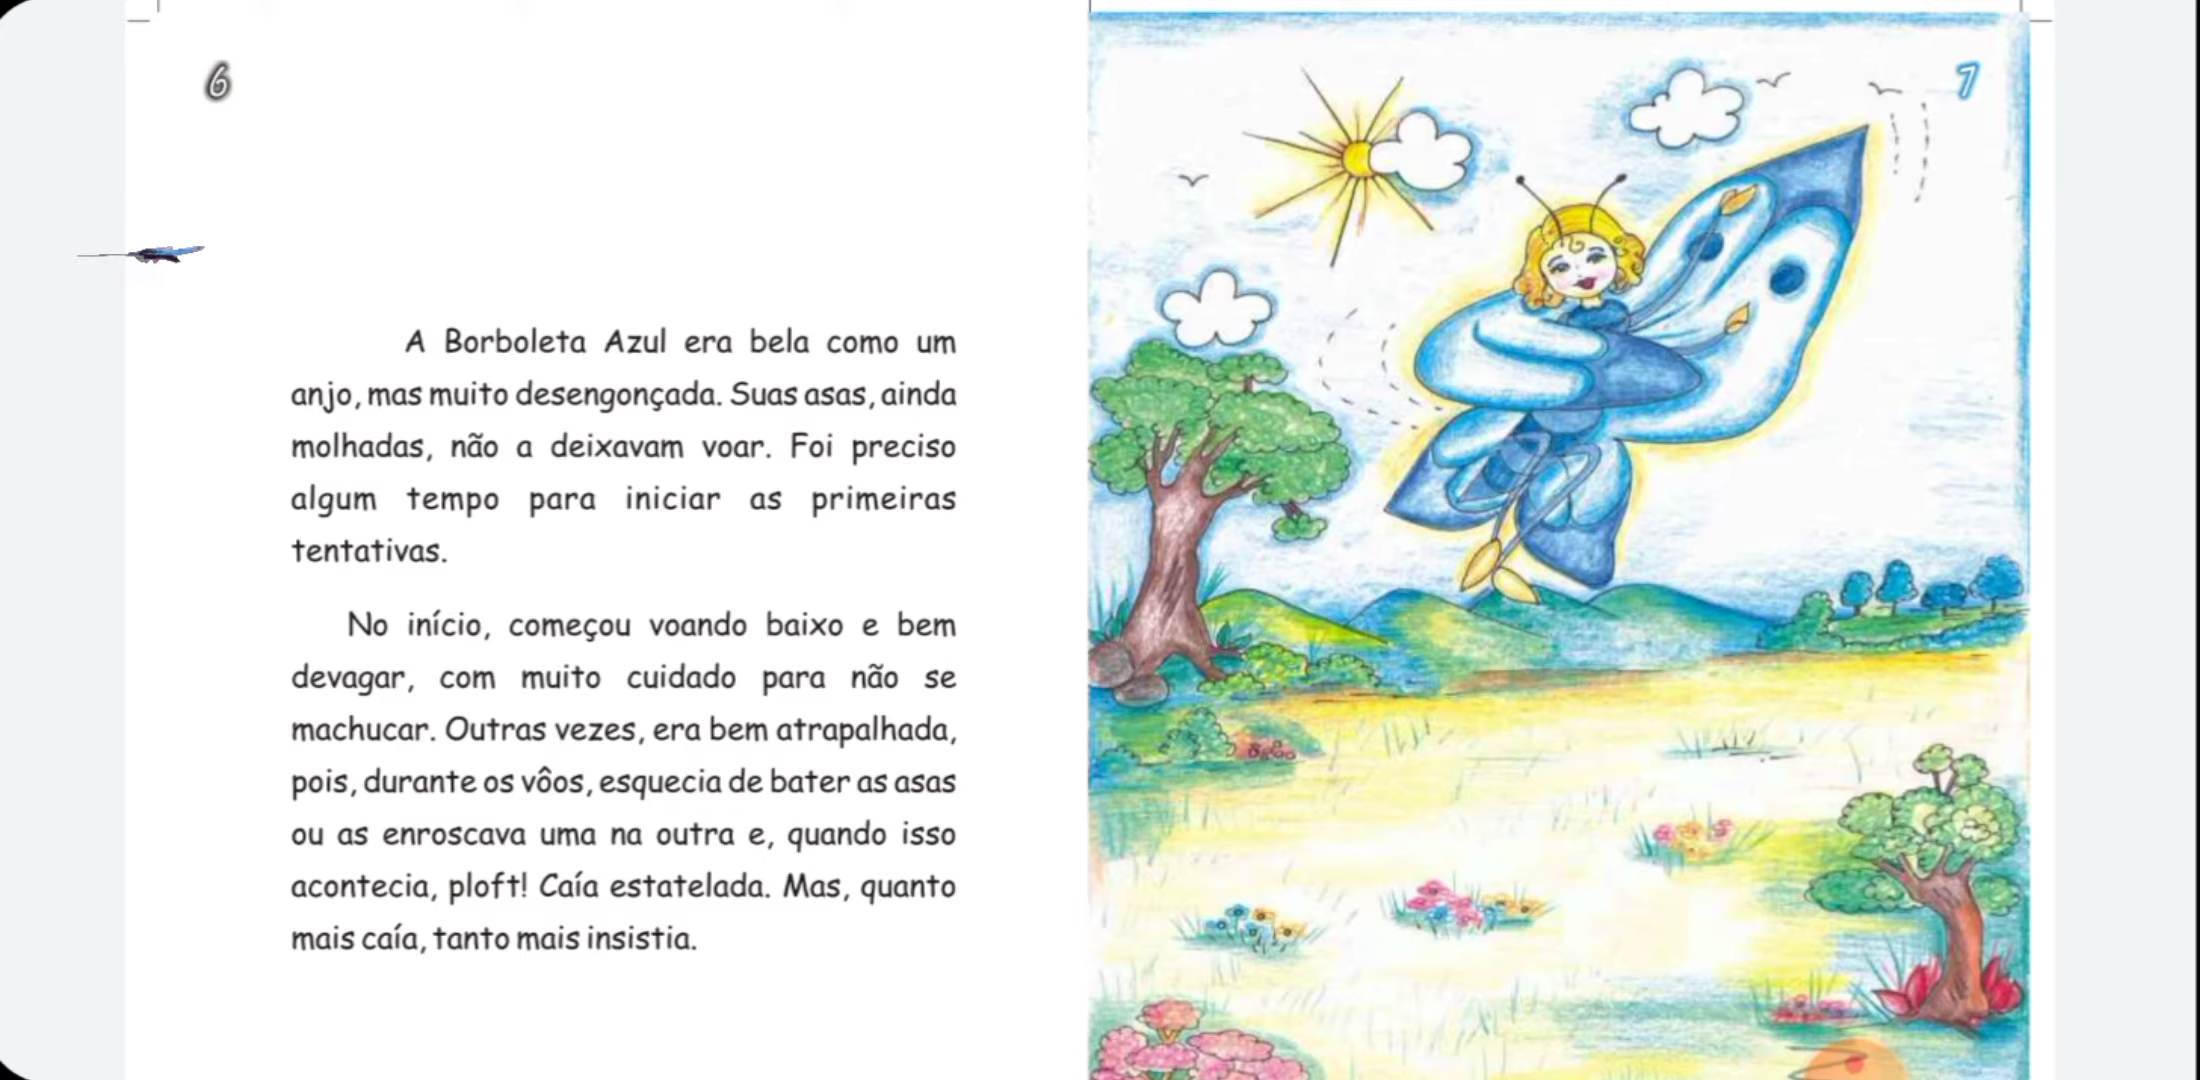 6
7
A Borboleta Azul era bela como um
anjo, mas muito desengonçada. Suas asas, ainda
molhadas, não a deixavam voar. Foi preciso
algum tempo para iniciar as primeiras
tentativas.
No início, começou voando baixo e bem
devagar, com muito cuidado para não se
machucar. Outras vezes, era bem atrapalhada,
pois, durante os vôos, esquecia de bater as asas
ou as enroscava uma na outra e, quando isso
acontecia, ploft! Caía estatelada. Mas, quanto
mais caía, tanto mais insistia.